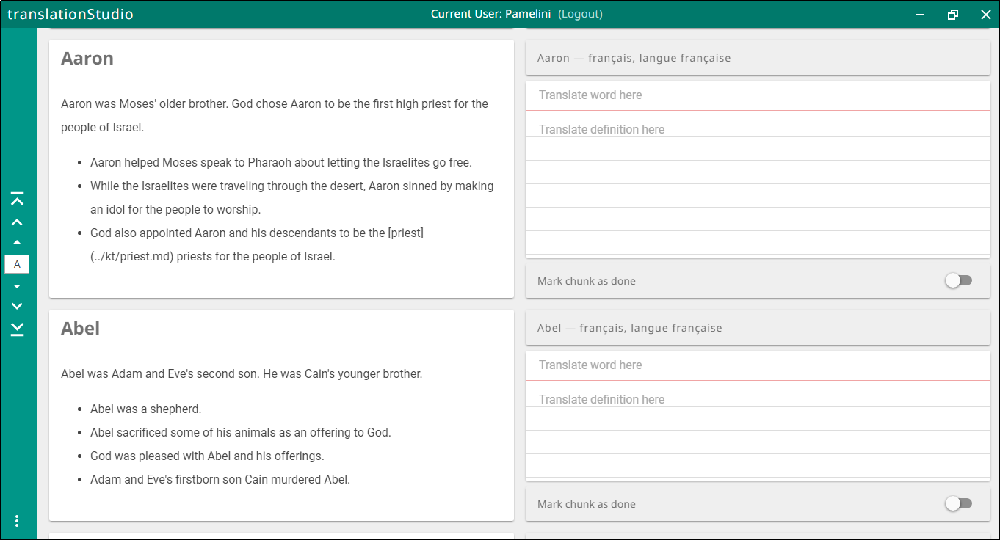 translationStudio
Current User: Pamelini (Logout)
Aaron
Aaron was Moses' older brother. God chose Aaron to be the first high priest for the
people of Israel.
Aaron helped Moses speak to Pharaoh about letting the Israelites go free.
While the Israelites were traveling through the desert, Aaron sinned by making
an idol for the people to worship.
God also appointed Aaron and his descendants to be the [priest]
(../kt/priest.md) priests for the people of Israel.
Aaron — français, langue française
Translate word here
Translate definition here
Mark chunk as done
A
Abel
Abel was Adam and Eve's second son. He was Cain's younger brother.
Abel was a shepherd.
Abel sacrificed some of his animals as an offering to God.
God was pleased with Abel and his offerings.
Adam and Eve's firstborn son Cain murdered Abel.
Abel — français, langue française
Translate word here
Translate definition here
Mark chunk as done